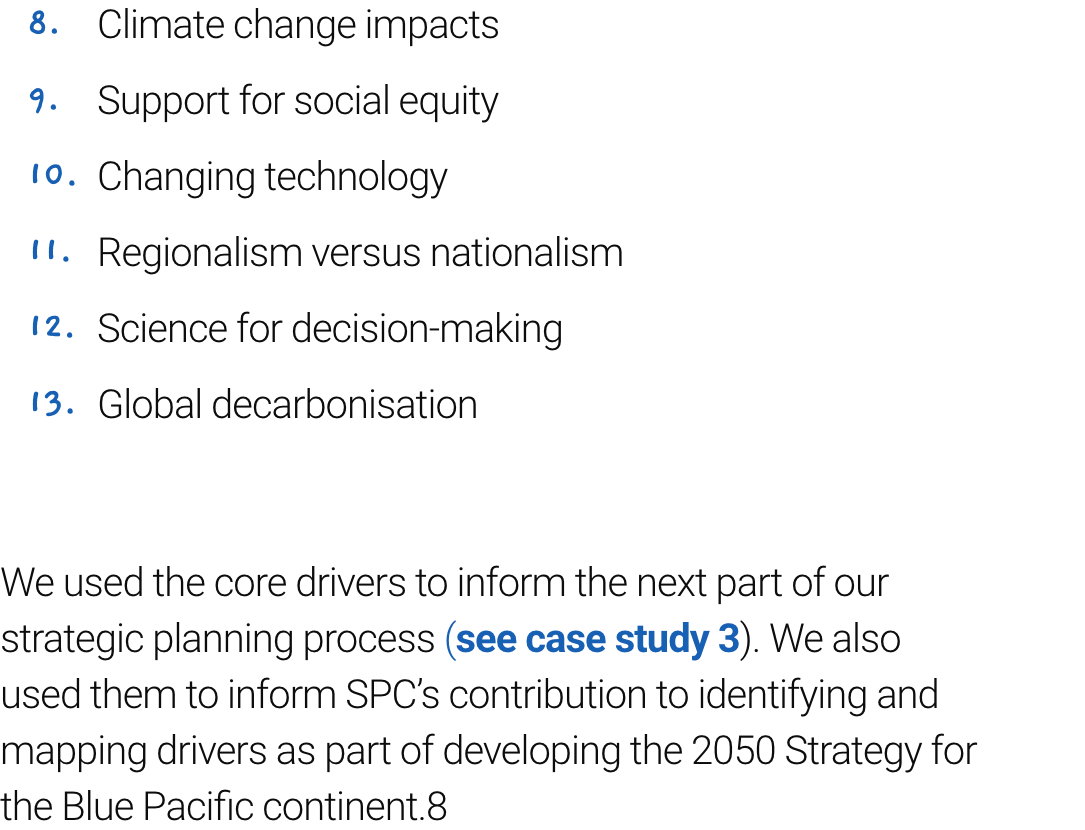 8. Climate change impacts
9. Support for social equity
10. Changing technology
11. Regionalism versus nationalism
12. Science for decision-making
13. Global decarbonisation
We used the core drivers to inform the next part of our
strategic planning process (see case study 3). We also
used them to inform SPC’s contribution to identifying and
mapping drivers as part of developing the 2050 Strategy for
the Blue Pacific continent.8